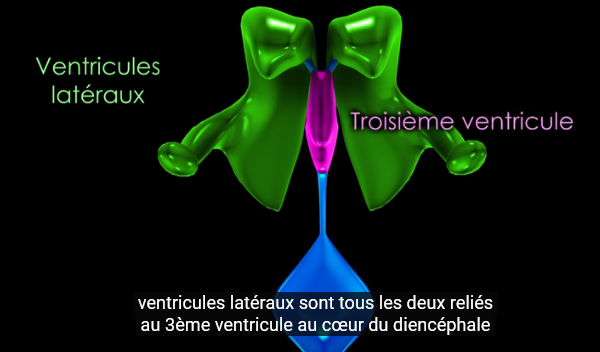 Ventricules
latéraux
Troisième ventricule
ventricules latéraux sont tous les deux reliés
au 3ème ventricule au cœur du diencéphale